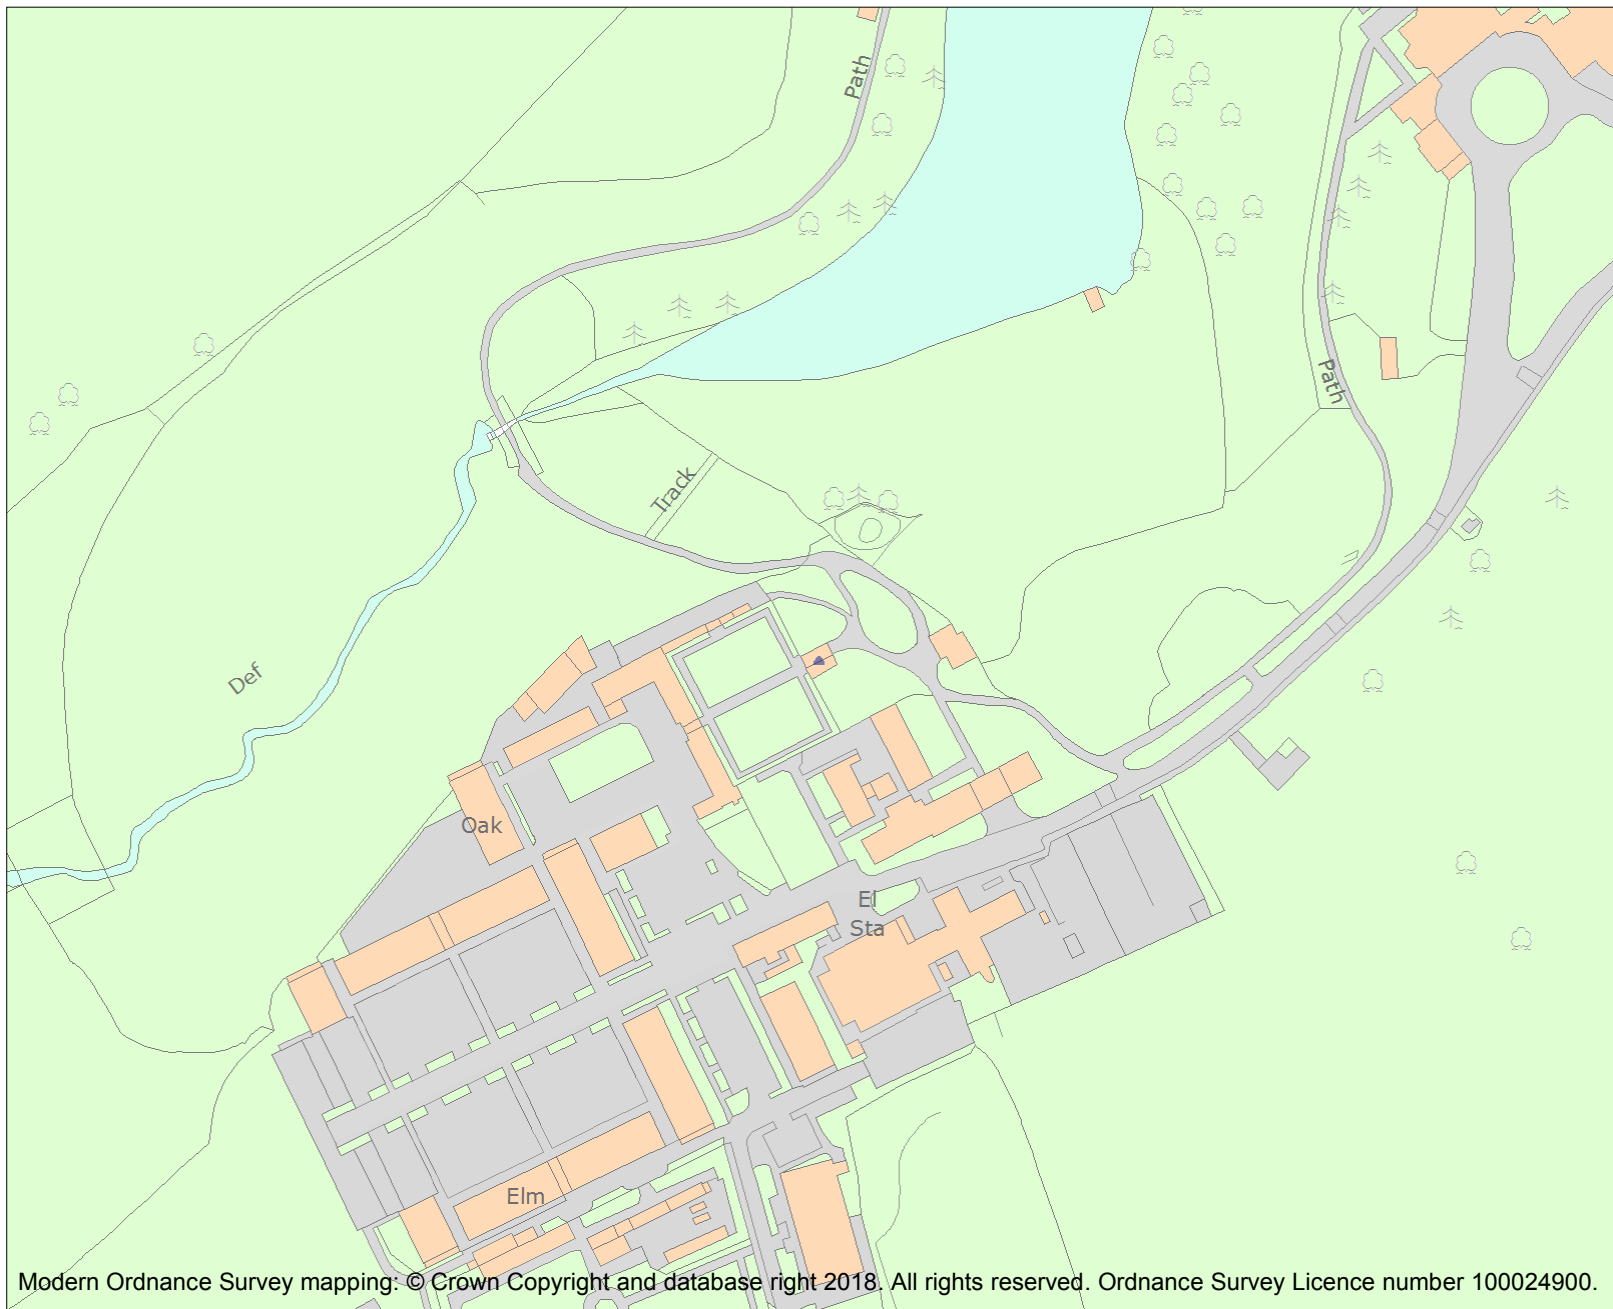 Path
Path
Track
Def
Oak
El
Sta
Elm
Modern Ordnance Survey mapping: © Crown Copyright and database right 2018. All rights reserved. Ordnance Survey Licence number 100024900.